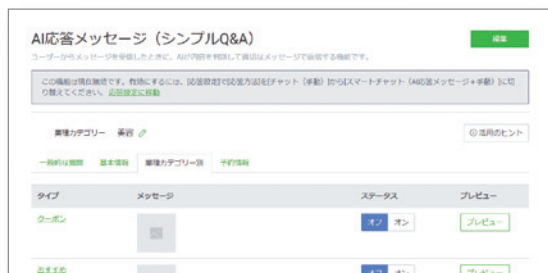 AI応答メッセージ（シンプルQ&A）
編集
ユーザーからメッセージを受信したときに、AIが内容を判別して適切なメッセージで返信する機能です。
この機能は現在無効です。有効にするには、[応答設定]で応答方法を[チャット（手動）]から[スマートチャット（AI応答メッセージ+手動）]に切
り替えてください。 応答設定に移動
業種カテゴリー 美容
活用のヒント
一般的な質問 基本情報 業種カテゴリー別 予約情報
タイプ メッセージ ステータス プレビュー
クーポン オフ オン プレビュー
おすすめ オフ オン プレビュー